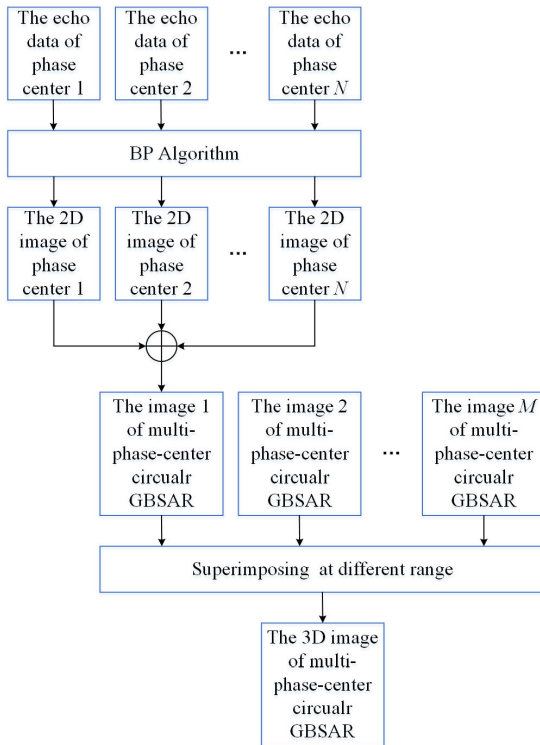 The echo
data of
phase
center 1
The echo
data of
phase
center 2
...
The echo
data of
phase
center N
BP Algorithm
The 2D
image of
phase
center 1
The 2D
image of
phase
center 2
...
The 2D
image of
phase
center N
The image 1
of multi-
phase-center
circualr
GBSAR
The image 2
of multi-
phase-center
circualr
GBSAR
...
The image M
of multi-
phase-center
circualr
GBSAR
Superimposing at different range
The 3D image
of multi-
phase-center
circualr
GBSAR